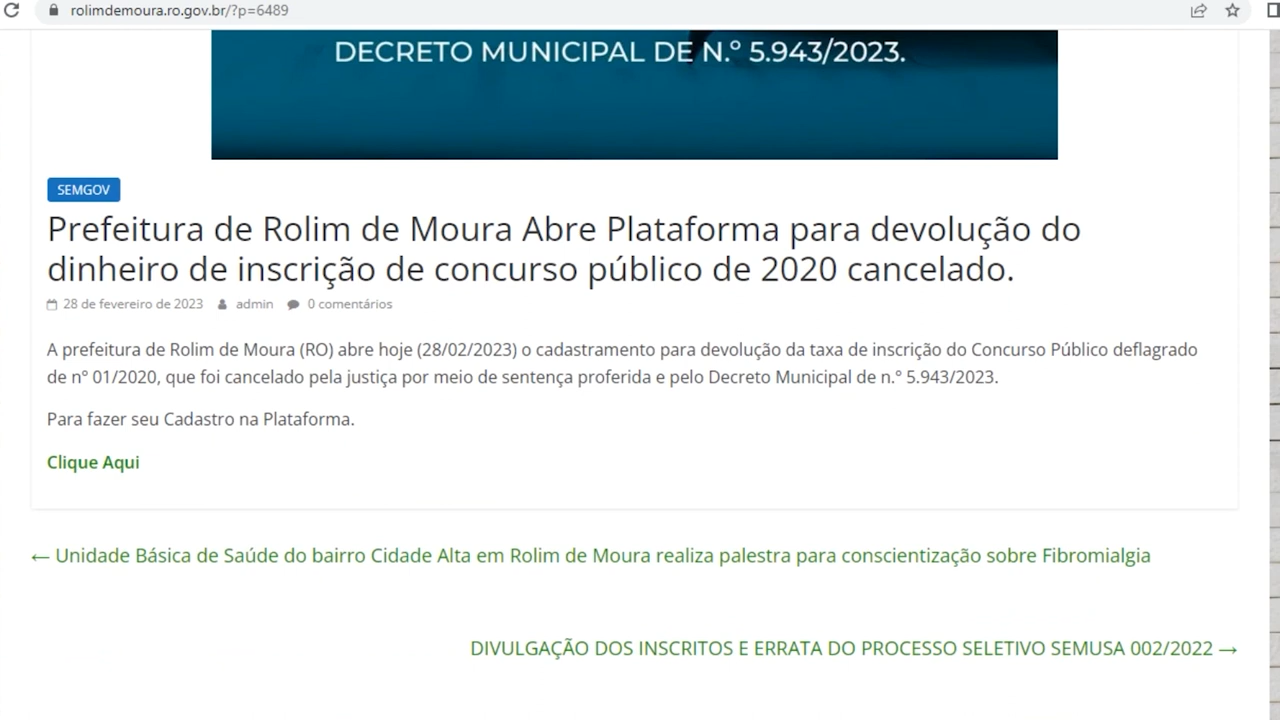 rolimdemoura.ro.gov.br/?p=6489
DECRETO MUNICIPAL DE N.º 5.943/2023.
SEMGOV
Prefeitura de Rolim de Moura Abre Plataforma para devolução do
dinheiro de inscrição de concurso público de 2020 cancelado.
28 de fevereiro de 2023 admin 0 comentários
A prefeitura de Rolim de Moura (RO) abre hoje (28/02/2023) o cadastramento para devolução da taxa de inscrição do Concurso Público deflagrado
de nº 01/2020, que foi cancelado pela justiça por meio de sentença proferida e pelo Decreto Municipal de n.º 5.943/2023.
Para fazer seu Cadastro na Plataforma.
Clique Aqui
← Unidade Básica de Saúde do bairro Cidade Alta em Rolim de Moura realiza palestra para conscientização sobre Fibromialgia
DIVULGAÇÃO DOS INSCRITOS E ERRATA DO PROCESSO SELETIVO SEMUSA 002/2022 →